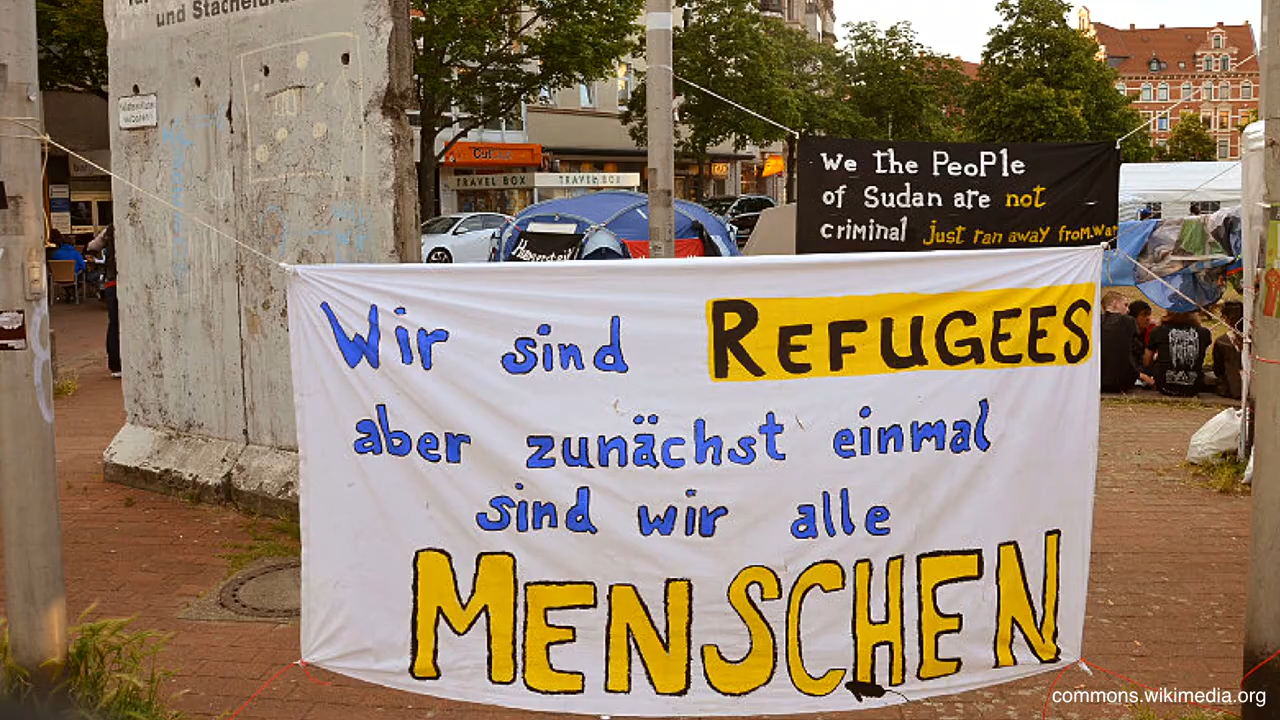 und Stacheldra
Cut
TRAVEL BOX TRAVEL BOX
We the PeoPle
of Sudan are not
criminal just ran away from.war
Wir sind REFUGEES
aber zunächst einmal
sind wir alle
MENSCHEN
commons.wikimedia.org